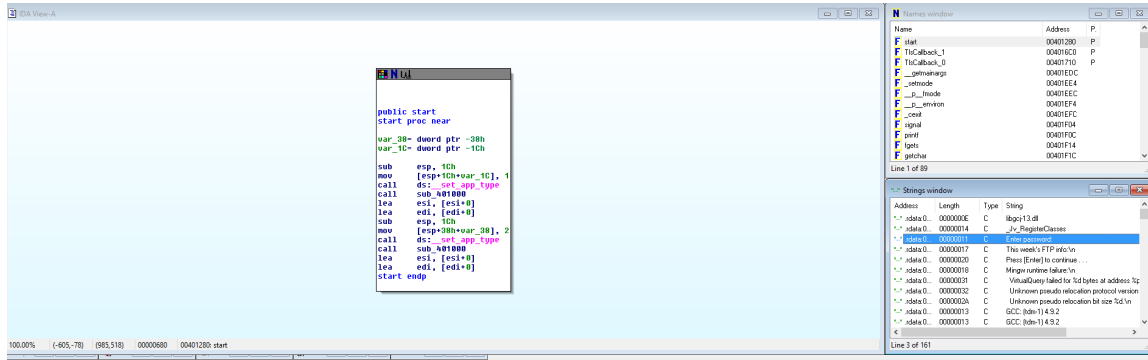 IDA View-A
public start
start proc near
var_38= dword ptr -38h
var_1C= dword ptr -1Ch
sub esp, 1Ch
mov [esp+1Ch+var_1C], 1
call ds:__set_app_type
call sub_401000
lea esi, [esi+0]
lea edi, [edi+0]
sub esp, 1Ch
mov [esp+38h+var_38], 2
call ds:__set_app_type
call sub_401000
lea esi, [esi+0]
lea edi, [edi+0]
start endp
100.00% (-605,-78) (985,518) 00000680 00401280: start
Names window
Name Address P.
F start 00401280 P
F TlsCallback_1 004016C0 P
F TlsCallback_0 00401710 P
F __getmainargs 00401EDC
F _setmode 00401EE4
F __p__fmode 00401EEC
F __p__environ 00401EF4
F _cexit 00401EFC
F signal 00401F04
F printf 00401F0C
F fgets 00401F14
F getchar 00401F1C
Line 1 of 89
Strings window
Address Length Type String
.rdata:0... 0000000E C libgcj-13.dll
.rdata:0... 00000014 C _Jv_RegisterClasses
.rdata:0... 00000011 C Enter password:
.rdata:0... 00000017 C This week's FTP info:\n
.rdata:0... 00000020 C Press [Enter] to continue . . .
.rdata:0... 00000018 C Mingw runtime failure:\n
.rdata:0... 00000031 C VirtualQuery failed for %d bytes at address %p
.rdata:0... 00000032 C Unknown pseudo relocation protocol version
.rdata:0... 0000002A C Unknown pseudo relocation bit size %d.\n
.rdata:0... 00000013 C GCC: (tdm-1) 4.9.2
.rdata:0... 00000013 C GCC: (tdm-1) 4.9.2
Line 3 of 161